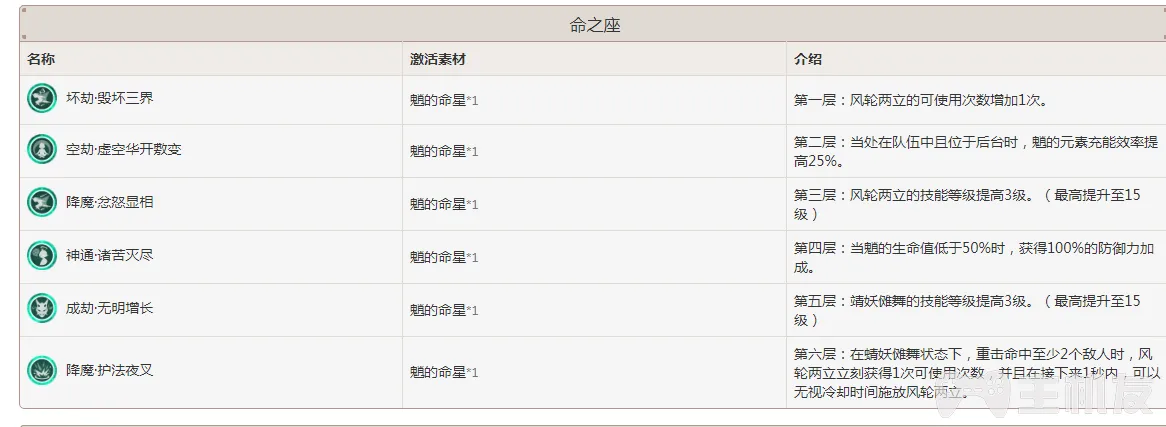 命之座
名称 激活素材 介绍
坏劫·毁坏三界 魈的命星*1 第一层：风轮两立的可使用次数增加1次。
空劫·虚空华开敷变 魈的命星*1 第二层：当处在队伍中且位于后台时，魈的元素充能效率提
高25%。
降魔·忿怒显相 魈的命星*1 第三层：风轮两立的技能等级提高3级。（最高提升至15
级）
神通·诸苦灭尽 魈的命星*1 第四层：当魈的生命值低于50%时，获得100%的防御力加
成。
成劫·无明增长 魈的命星*1 第五层：靖妖傩舞的技能等级提高3级。（最高提升至15
级）
降魔·护法夜叉 魈的命星*1 第六层：在靖妖傩舞状态下，重击命中至少2个敌人时，风
轮两立立刻获得1次可使用次数，并且在接下来1秒内，可以
无视冷却时间施放风轮两立。
主机友